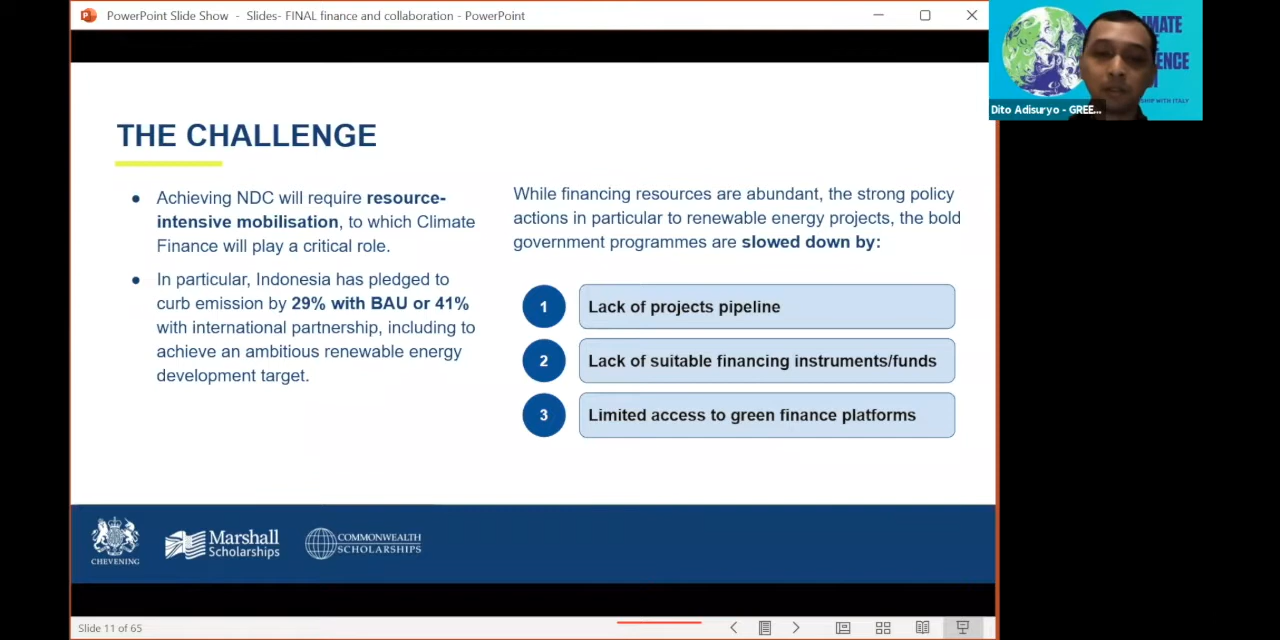 PowerPoint Slide Show - Slides- FINAL finance and collaboration - PowerPoint
THE CHALLENGE
● Achieving NDC will require resource-
intensive mobilisation, to which Climate
Finance will play a critical role.
● In particular, Indonesia has pledged to
curb emission by 29% with BAU or 41%
with international partnership, including to
achieve an ambitious renewable energy
development target.
While financing resources are abundant, the strong policy
actions in particular to renewable energy projects, the bold
government programmes are slowed down by:
1 Lack of projects pipeline
2 Lack of suitable financing instruments/funds
3 Limited access to green finance platforms
CHEVENING
Marshall
Scholarships
COMMONWEALTH
SCHOLARSHIPS
Slide 11 of 65
Dito Adisuryo - GREE...
WITH ITALY